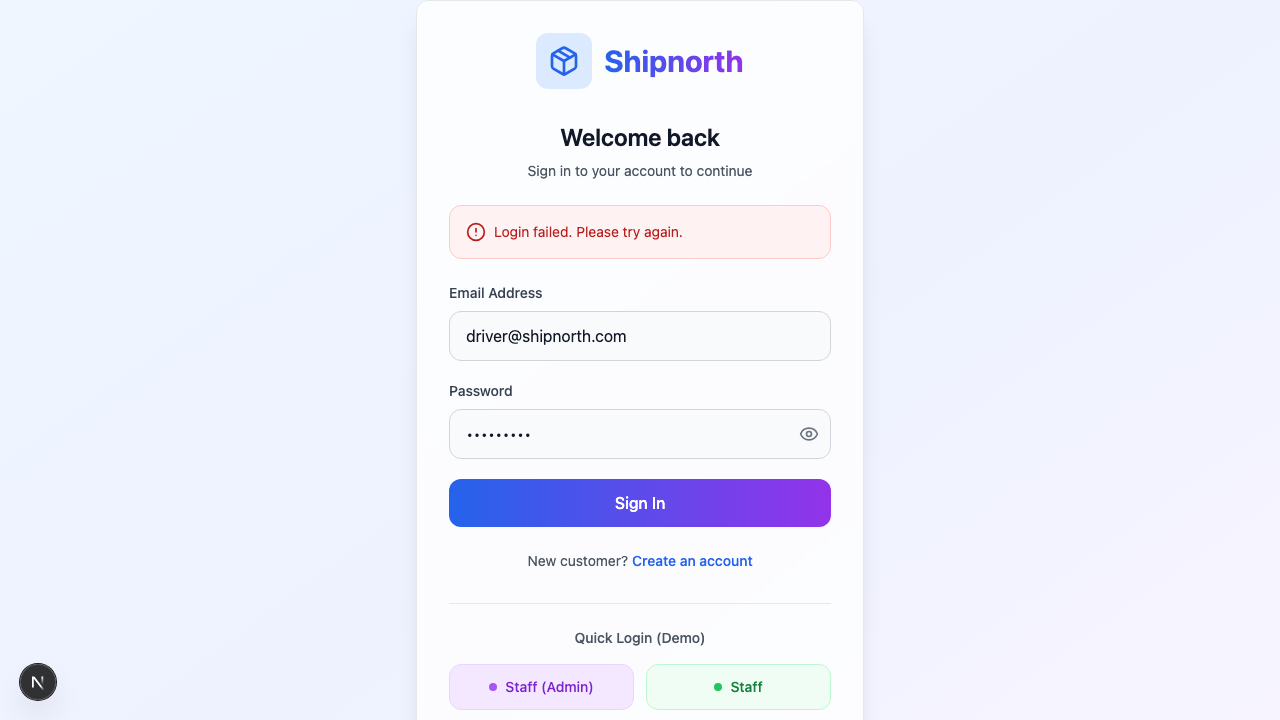 Shipnorth
Welcome back
Sign in to your account to continue
Login failed. Please try again.
Email Address
driver@shipnorth.com
Password
•••••••••
Sign In
New customer? Create an account
Quick Login (Demo)
Staff (Admin)
Staff
N